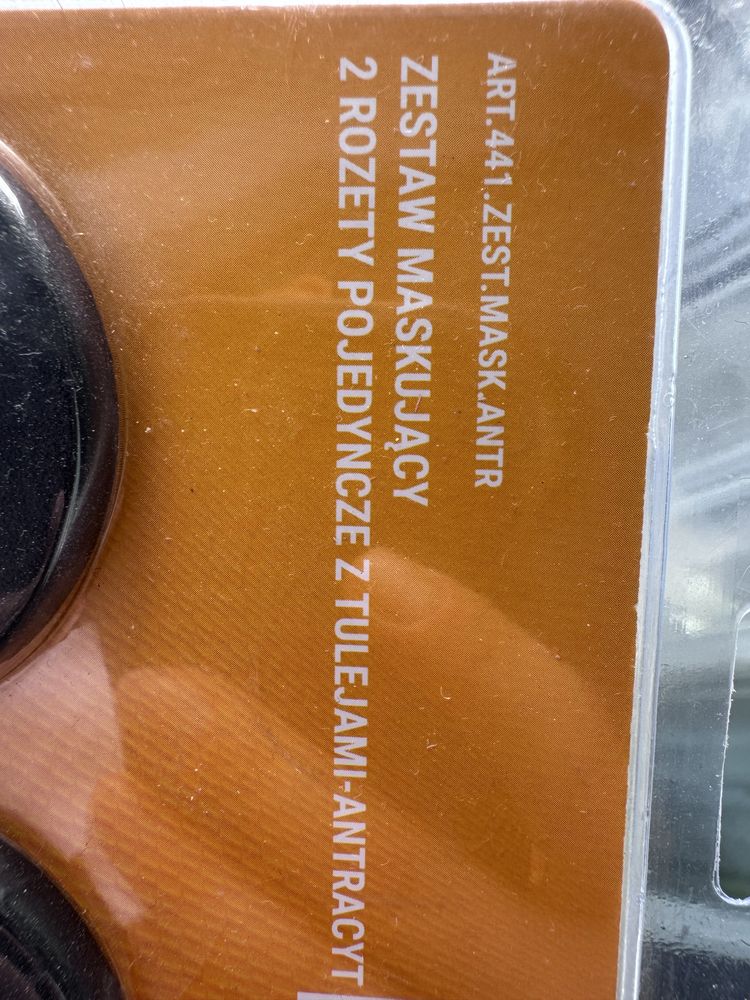 ART.441.ZEST.MASK.ANTR
ZESTAW MASKUJĄCY
2 ROZETY POJEDYNCZE Z TULEJAMI-ANTRACYT